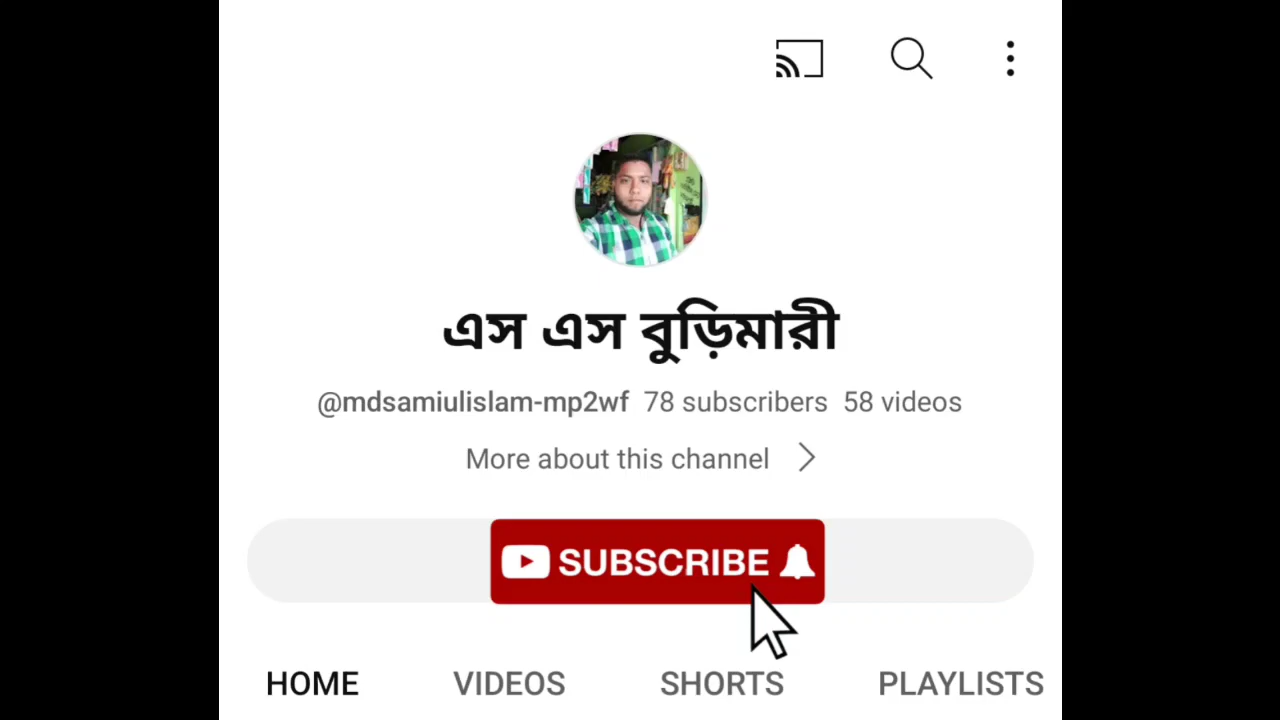 এস এস বুড়িমারী
@mdsamiulislam-mp2wf 78 subscribers 58 videos
More about this channel
SUBSCRIBE
HOME VIDEOS SHORTS PLAYLISTS